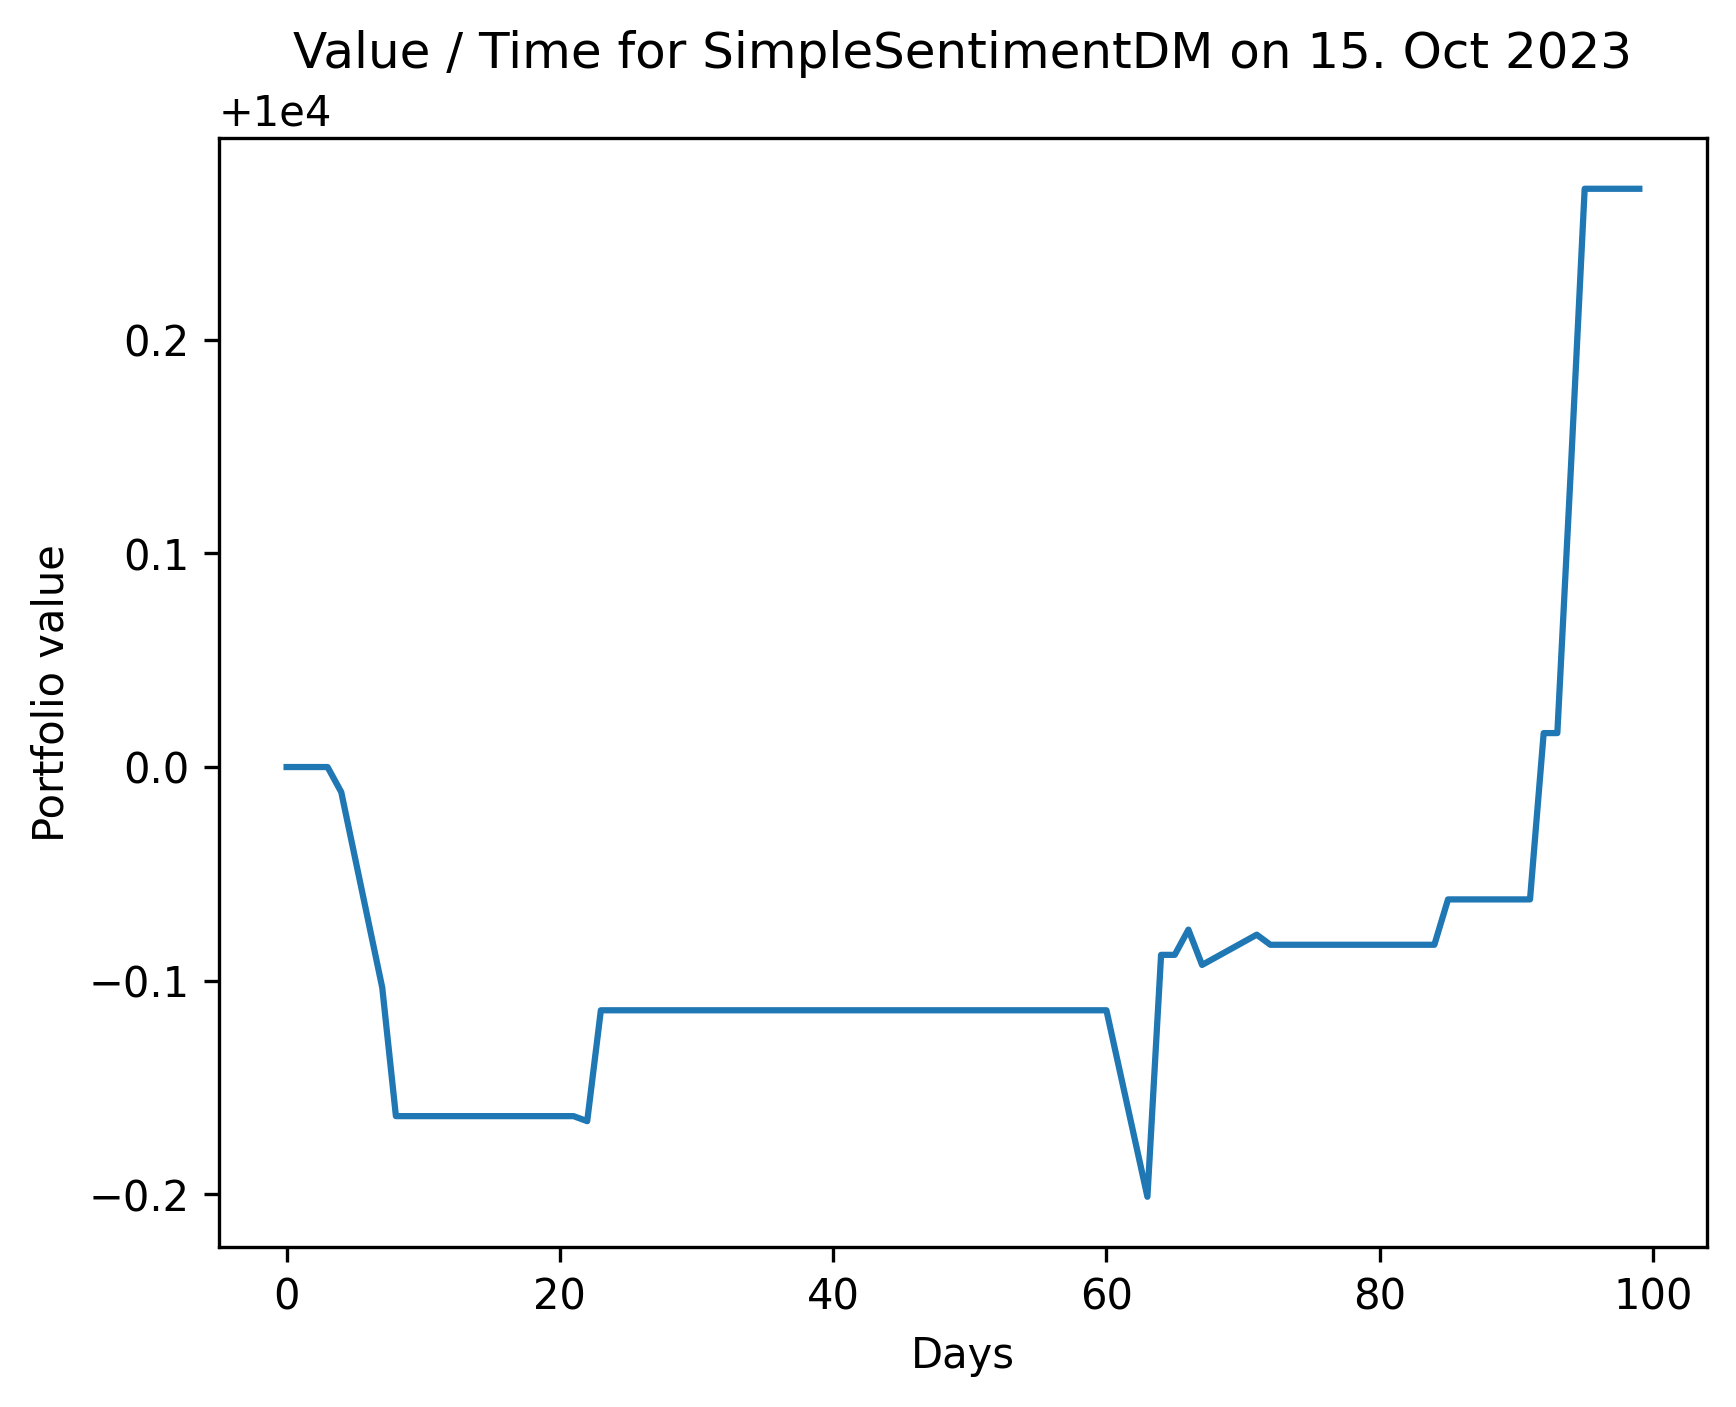 Value / Time for SimpleSentimentDM on 15. Oct 2023
+1e4
0.2
0.1
0.0
−0.1
−0.2
Portfolio value
0 20 40 60 80 100
Days